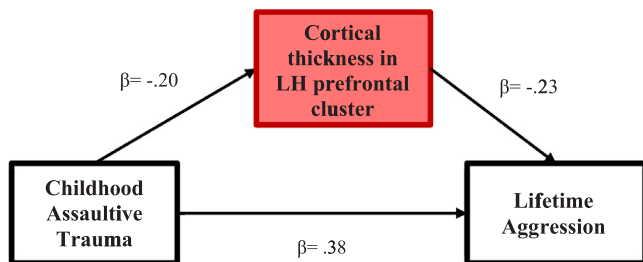 Cortical
thickness in
LH prefrontal
cluster
β= -.20
β= -.23
Childhood
Assaultive
Trauma
Lifetime
Aggression
β= .38